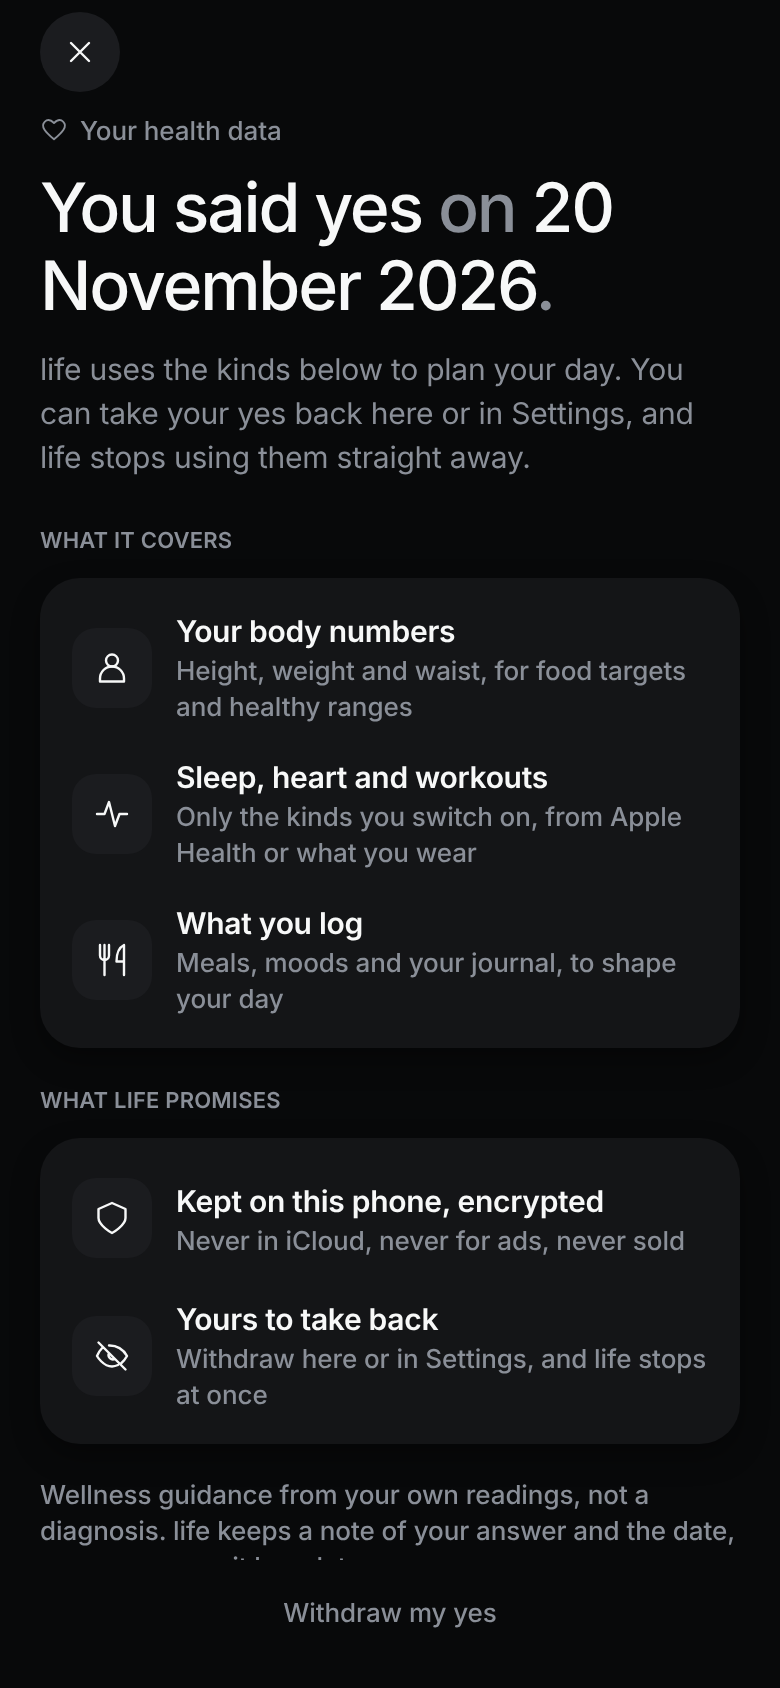 Your health data
You said yes on 20
November 2026.
life uses the kinds below to plan your day. You
can take your yes back here or in Settings, and
life stops using them straight away.
WHAT IT COVERS
Your body numbers
Height, weight and waist, for food targets
and healthy ranges
Sleep, heart and workouts
Only the kinds you switch on, from Apple
Health or what you wear
What you log
Meals, moods and your journal, to shape
your day
WHAT LIFE PROMISES
Kept on this phone, encrypted
Never in iCloud, never for ads, never sold
Yours to take back
Withdraw here or in Settings, and life stops
at once
Wellness guidance from your own readings, not a
diagnosis. life keeps a note of your answer and the date,
Withdraw my yes